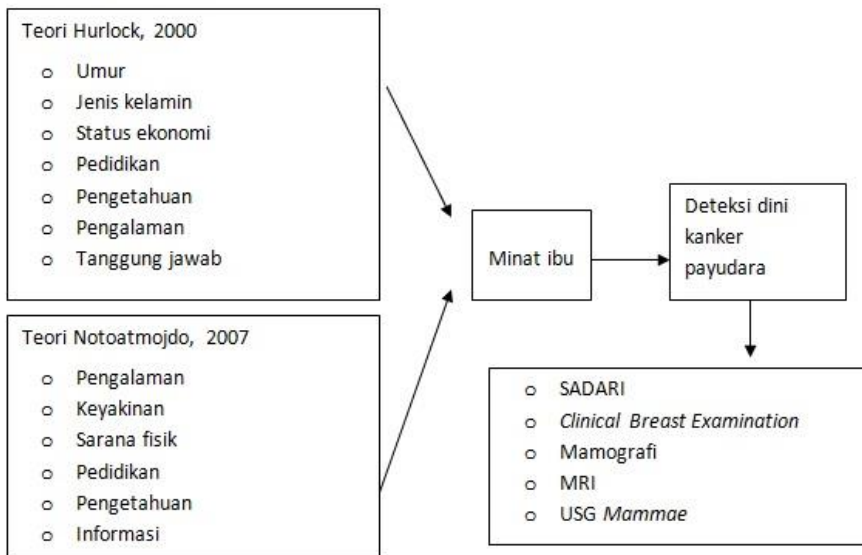 Teori Hurlock, 2000
o Umur
o Jenis kelamin
o Status ekonomi
o Pedidikan
o Pengetahuan
o Pengalaman
o Tanggung jawab
Teori Notoatmojdo, 2007
o Pengalaman
o Keyakinan
o Sarana fisik
o Pedidikan
o Pengetahuan
o Informasi
Minat ibu
Deteksi dini
kanker
payudara
o SADARI
o Clinical Breast Examination
o Mamografi
o MRI
o USG Mammae